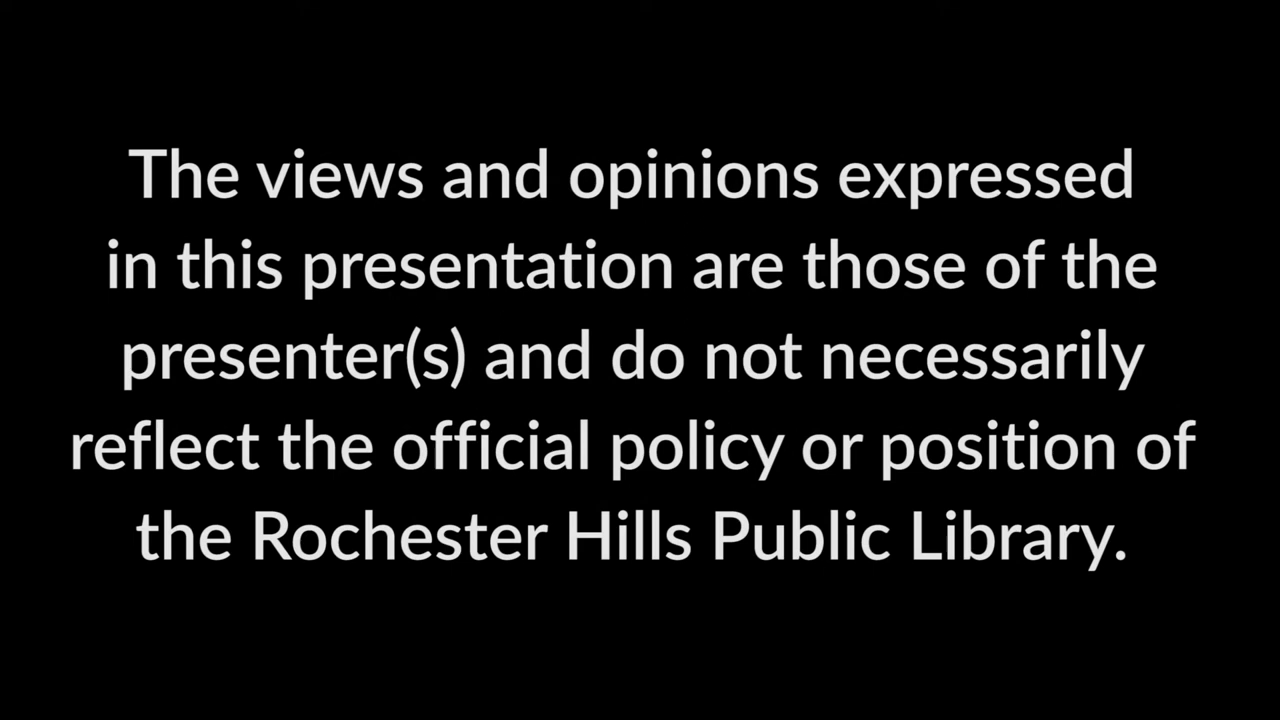 The views and opinions expressed
in this presentation are those of the
presenter(s) and do not necessarily
reflect the official policy or position of
the Rochester Hills Public Library.